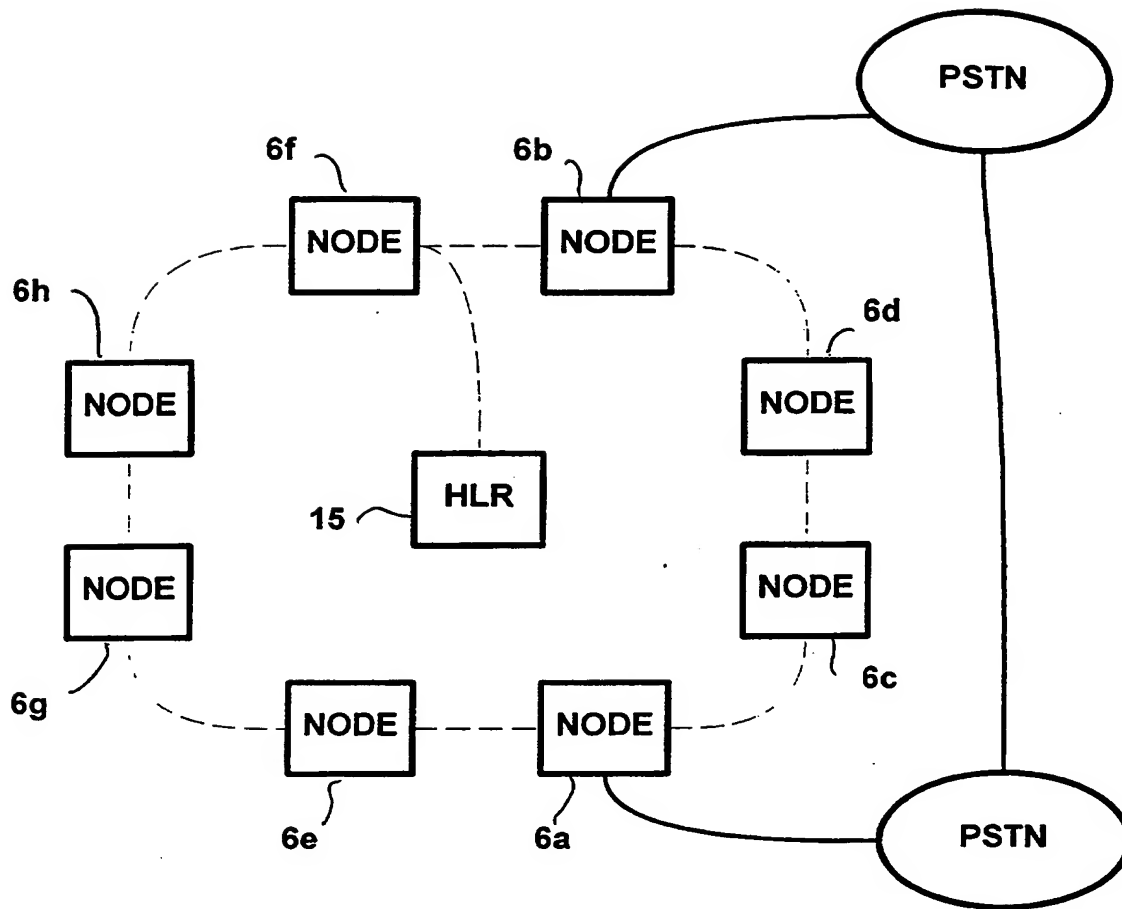 PSTN
6f
6b
NODE
NODE
6h
6d
NODE
NODE
HLR
15
NODE
NODE
6g
6c
NODE
NODE
6e
6a
PSTN